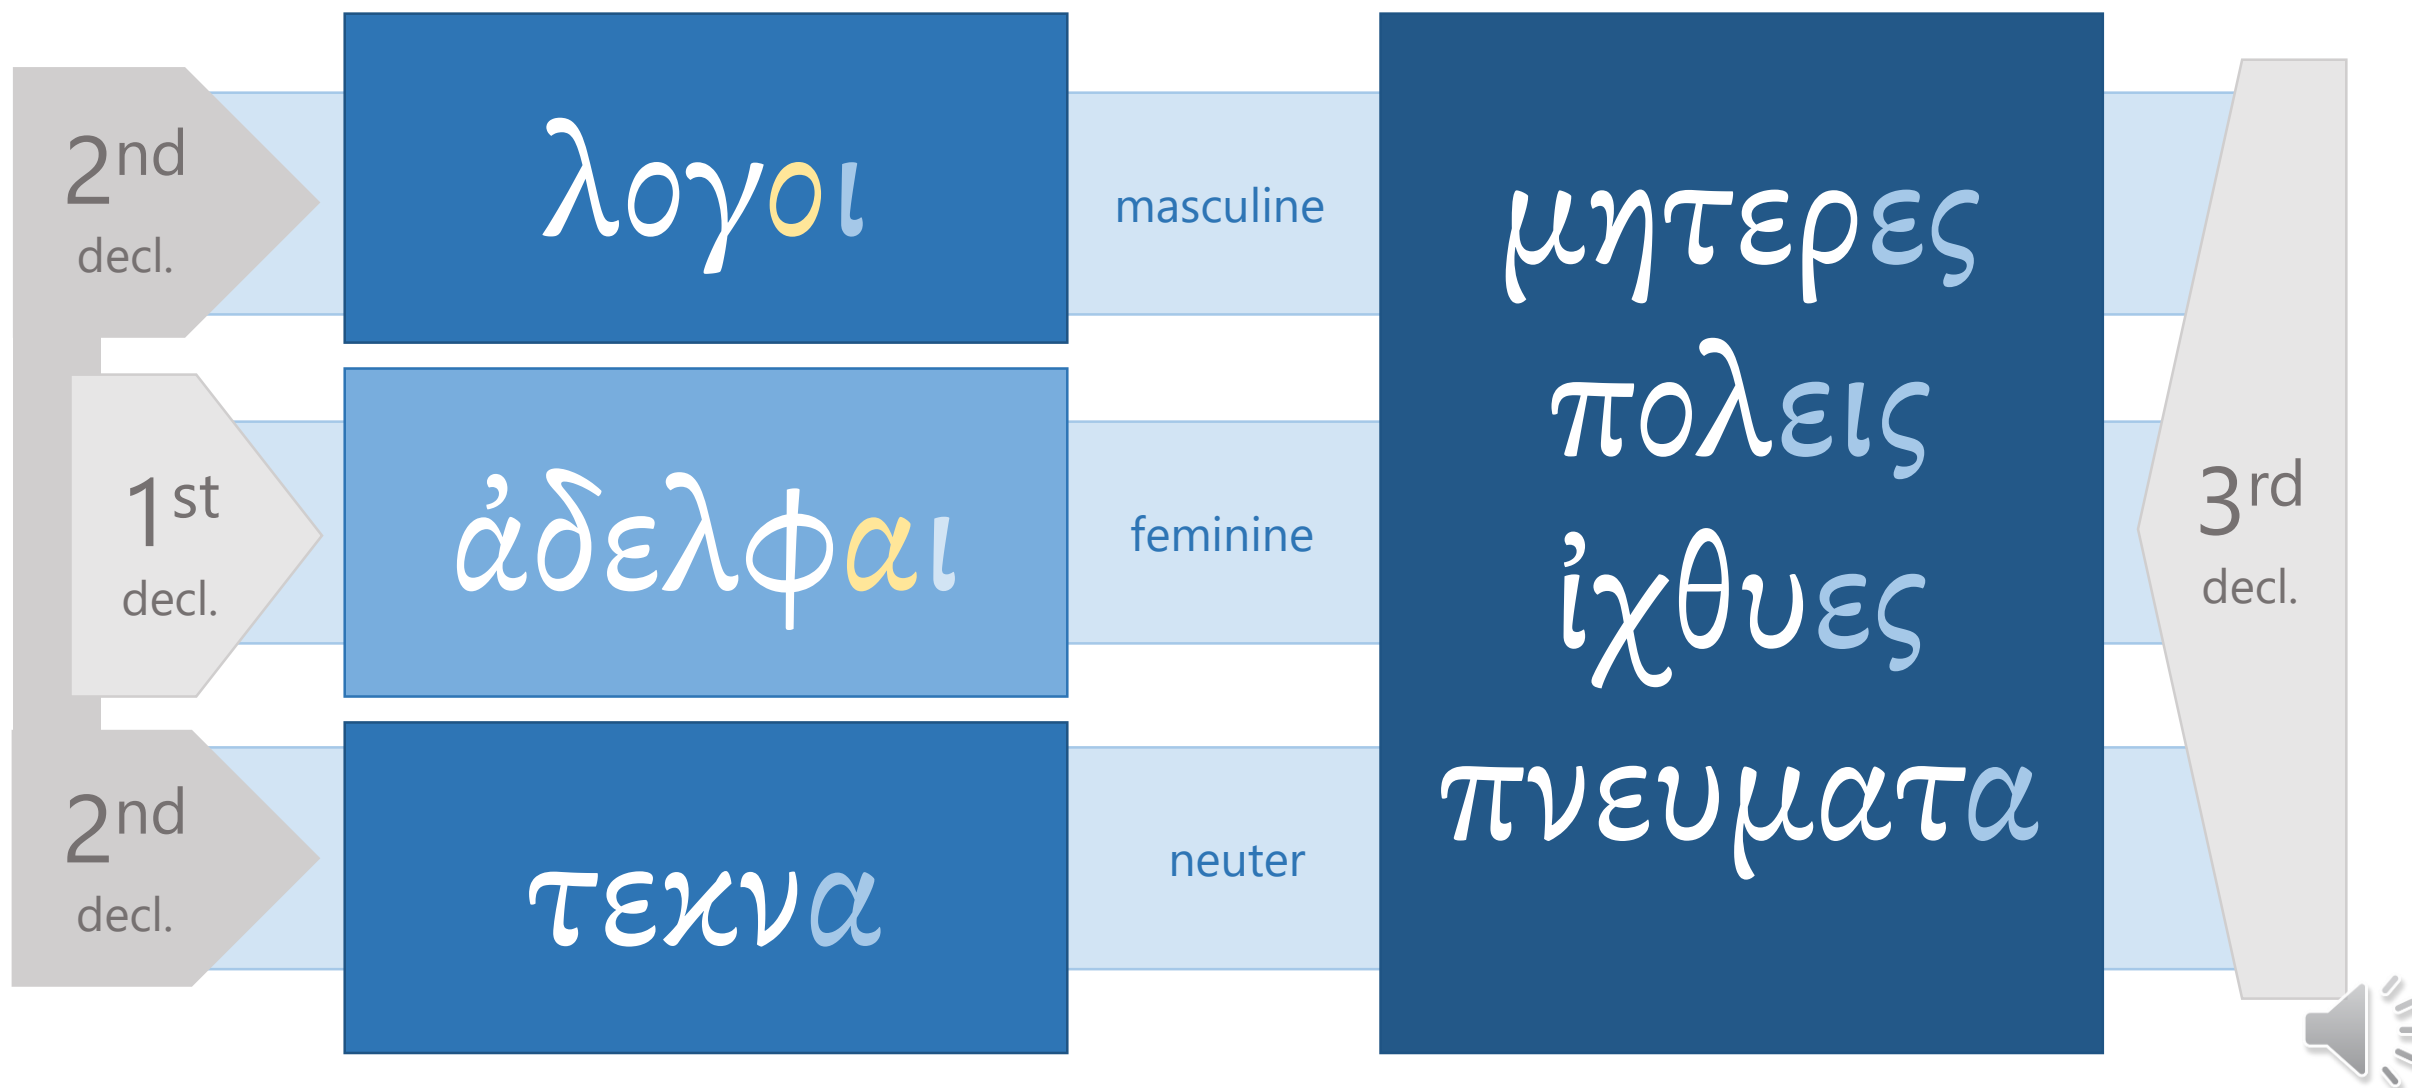 2nd
decl.
λογοι
masculine
μητερες
πολεις
1st
decl.
ἀδελφαι
feminine
ἰχθυες
3rd
decl.
2nd
decl.
τεκνα
neuter
πνευματα